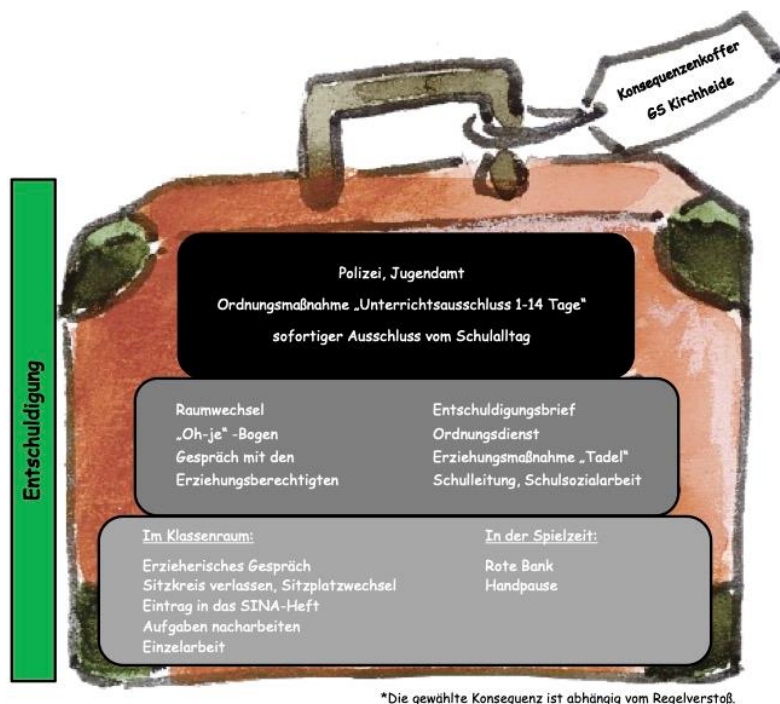 Konsequenzenkoffer
GS Kirchheide
Entschuldigung
Polizei, Jugendamt
Ordnungsmaßnahme „Unterrichtsausschluss 1-14 Tage“
sofortiger Ausschluss vom Schulalltag
Raumwechsel
„Oh-je“ -Bogen
Gespräch mit den
Erziehungsberechtigten
Entschuldigungsbrief
Ordnungsdienst
Erziehungsmaßnahme „Tadel“
Schulleitung, Schulsozialarbeit
Im Klassenraum:
Erzieherisches Gespräch
Sitzkreis verlassen, Sitzplatzwechsel
Eintrag in das SINA-Heft
Aufgaben nacharbeiten
Einzelarbeit
In der Spielzeit:
Rote Bank
Handpause
*Die gewählte Konsequenz ist abhängig vom Regelverstoß.